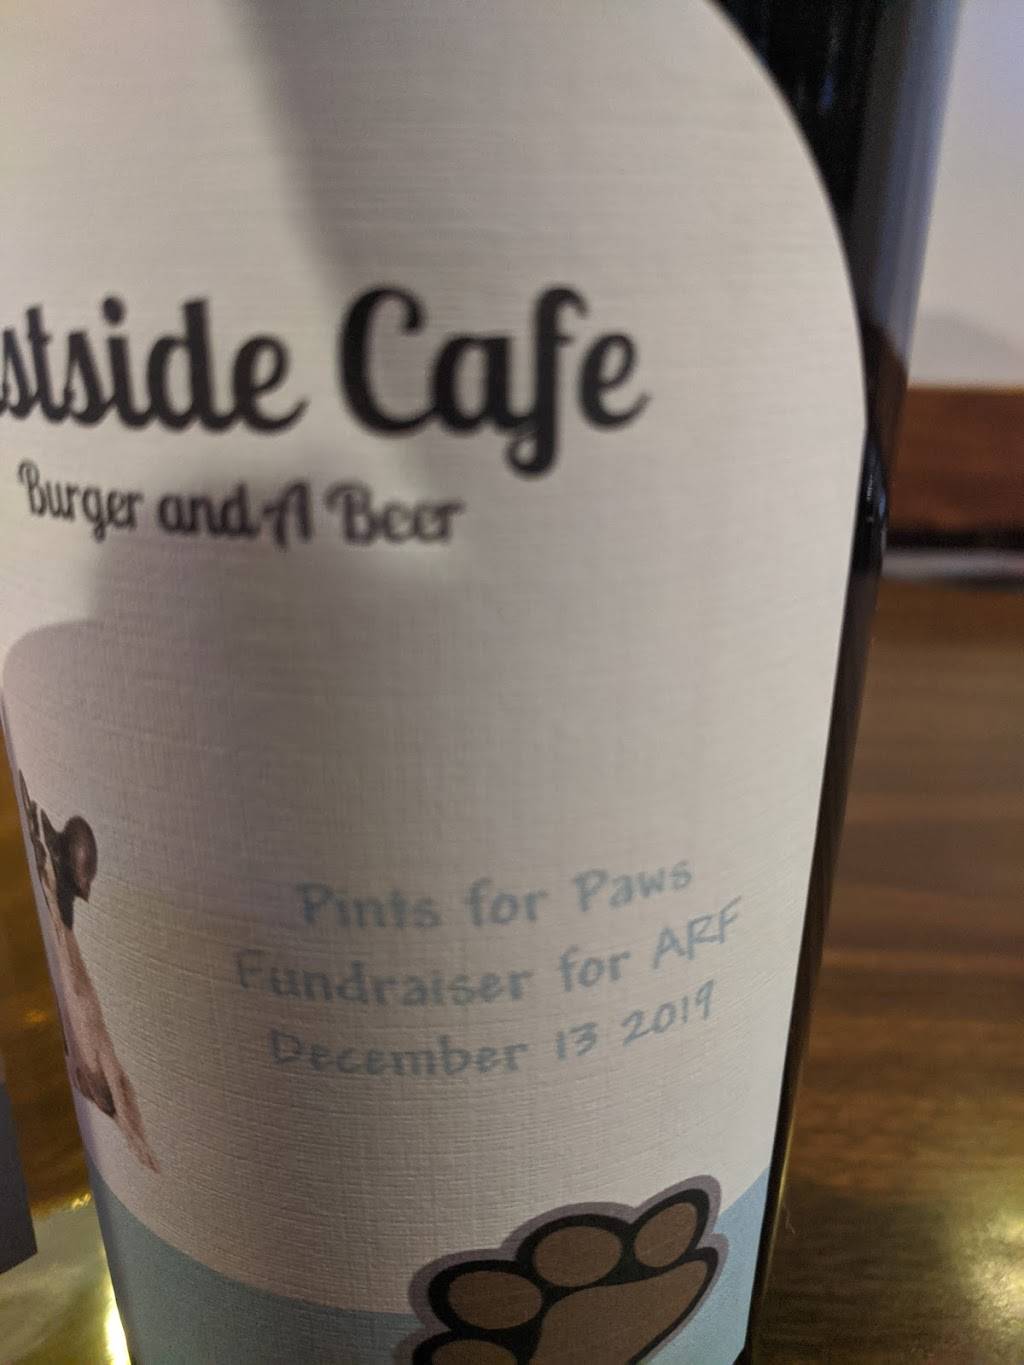 stside Cafe
Burger and A Beer
Pints for Paws
Fundraiser for ARF
December 13 2019